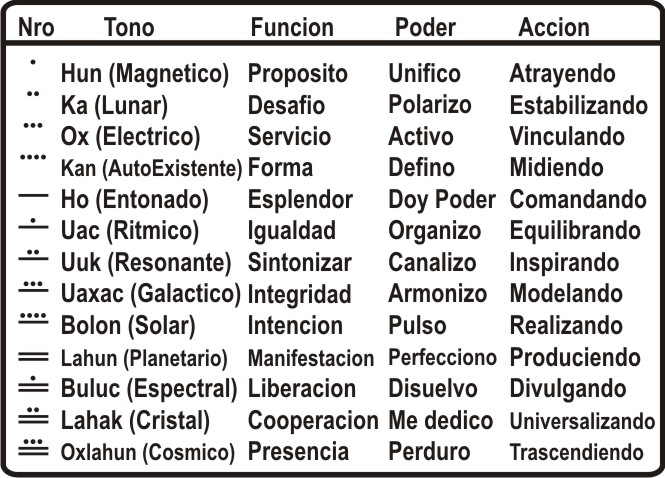 Nro Tono Funcion Poder Accion
Hun (Magnetico) Proposito Unifico Atrayendo
Ka (Lunar) Desafio Polarizo Estabilizando
Ox (Electrico) Servicio Activo Vinculando
Kan (AutoExistente) Forma Defino Midiendo
Ho (Entonado) Esplendor Doy Poder Comandando
Uac (Ritmico) Igualdad Organizo Equilibrando
Uuk (Resonante) Sintonizar Canalizo Inspirando
Uaxac (Galactico) Integridad Armonizo Modelando
Bolon (Solar) Intencion Pulso Realizando
Lahun (Planetario) Manifestacion Perfecciono Produciendo
Buluc (Espectral) Liberacion Disuelvo Divulgando
Lahak (Cristal) Cooperacion Me dedico Universalizando
Oxlahun (Cosmico) Presencia Perduro Trascendiendo